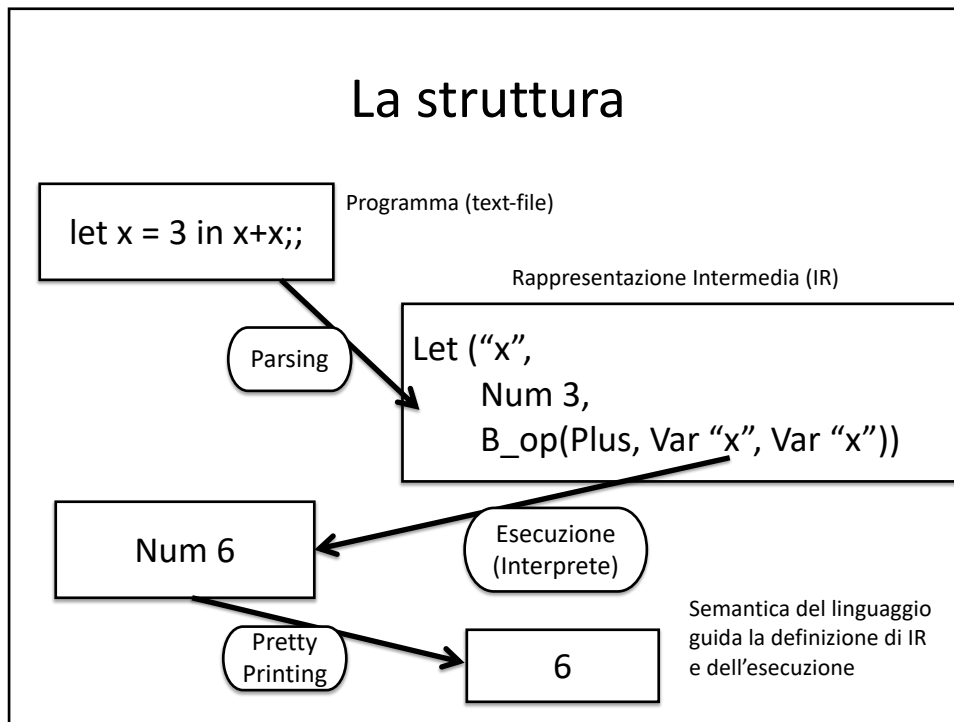 La struttura
let x = 3 in x+x;;
Programma (text-file)
Rappresentazione Intermedia (IR)
Parsing
Let (“x”,
Num 3,
B_op(Plus, Var “x”, Var “x”))
Num 6
Esecuzione
(Interprete)
Pretty
Printing
6
Semantica del linguaggio
guida la definizione di IR
e dell’esecuzione